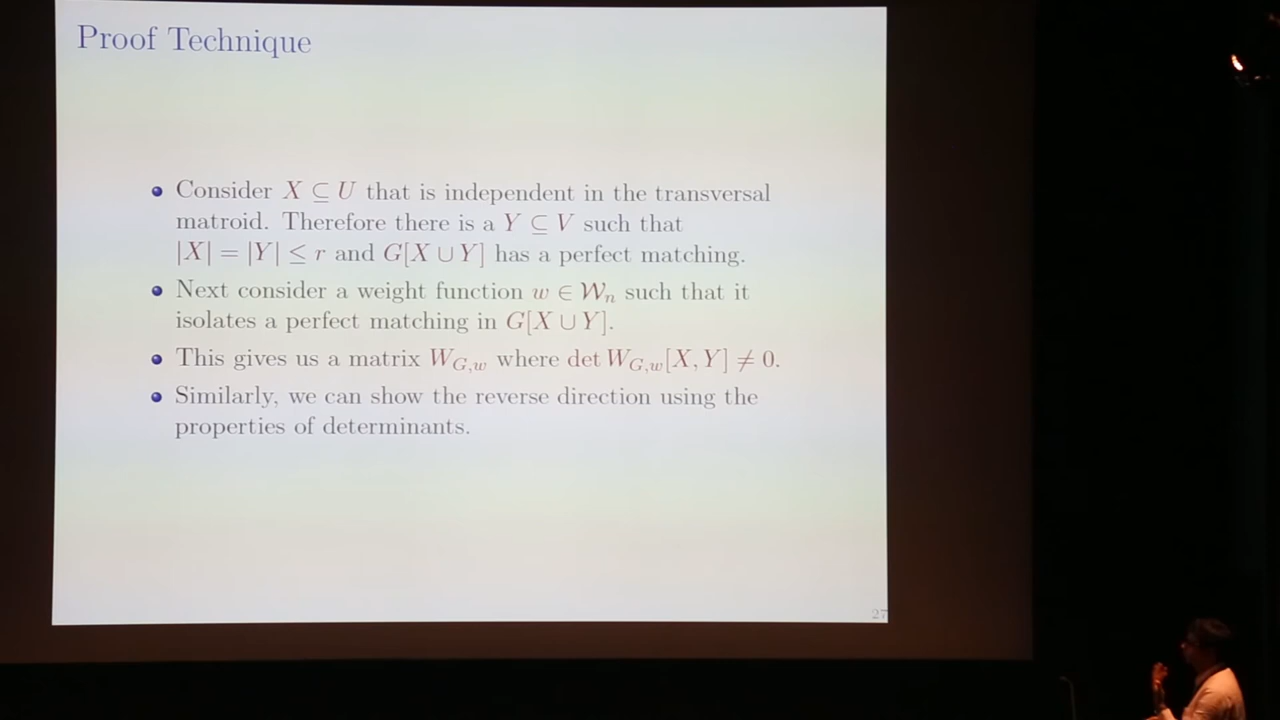 Proof Technique
Consider X ⊆ U that is independent in the transversal
matroid. Therefore there is a Y ⊆ V such that
|X| = |Y| ≤ r and G[X ∪ Y] has a perfect matching.
Next consider a weight function w ∈ 𝒲ₙ such that it
isolates a perfect matching in G[X ∪ Y].
This gives us a matrix W_{G,w} where det W_{G,w}[X, Y] ≠ 0.
Similarly, we can show the reverse direction using the
properties of determinants.
27